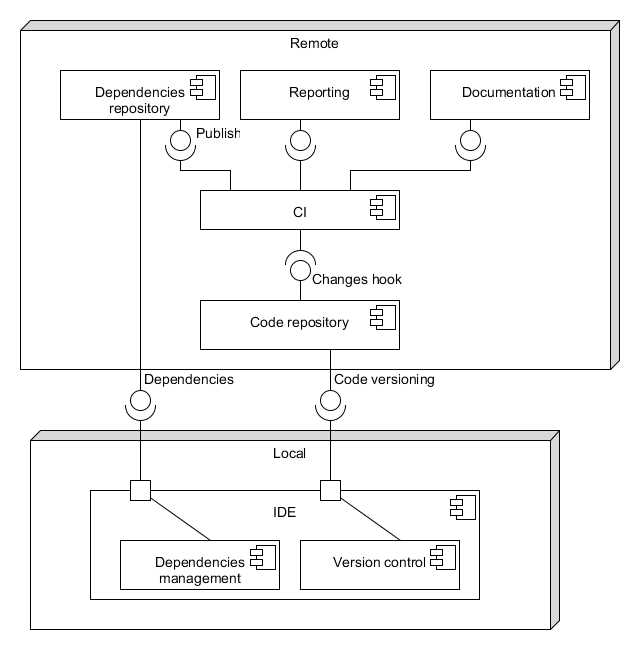 Remote
Dependencies
repository
Reporting
Documentation
Publish
CI
Changes hook
Code repository
Dependencies
Code versioning
Local
IDE
Dependencies
management
Version control